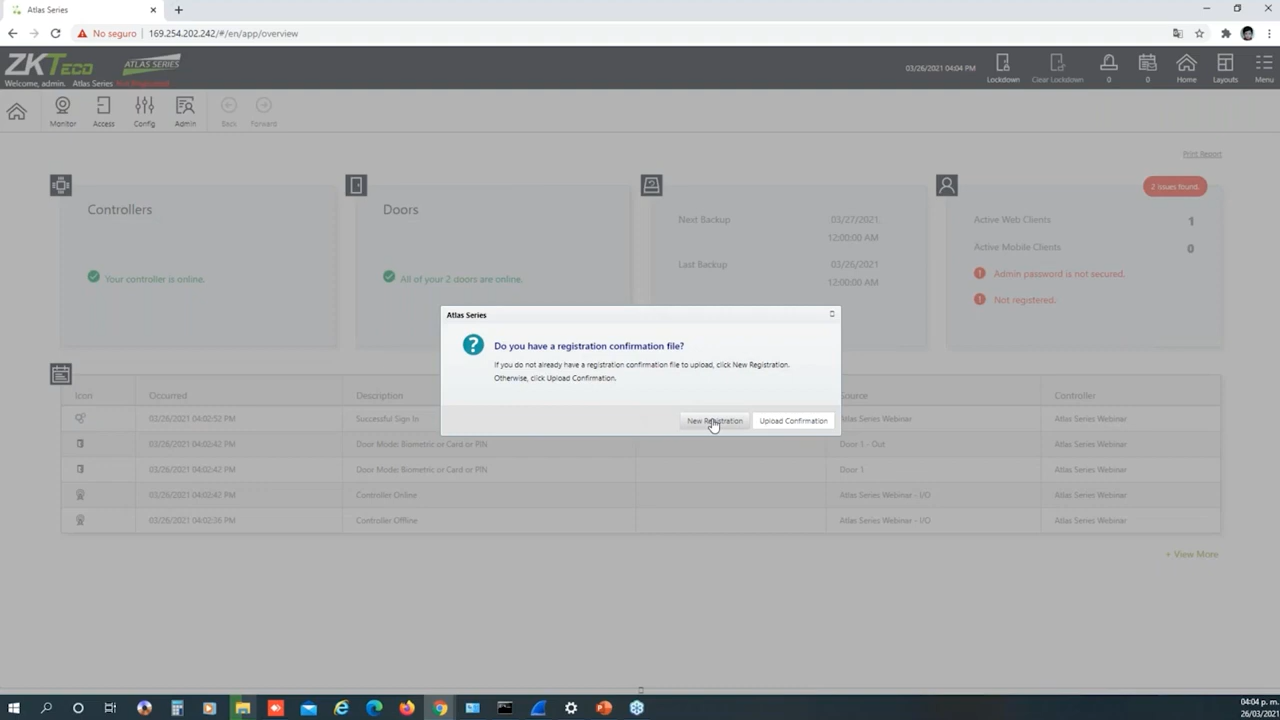 Atlas Series
No seguro
169.254.202.242/#/en/app/overview
ZKTeco
ATLAS SERIES
Welcome, admin. Atlas Series Not Registered!
03/26/2021 04:04 PM
Lockdown
Clear Lockdown
0
0
Home
Layouts
Menu
Monitor
Access
Config
Admin
Back
Forward
Print Report
Controllers
Your controller is online.
Doors
All of your 2 doors are online.
Next Backup 03/27/2021
12:00:00 AM
Last Backup 03/26/2021
12:00:00 AM
2 issues found.
Active Web Clients 1
Active Mobile Clients 0
Admin password is not secured.
Not registered.
Atlas Series
Do you have a registration confirmation file?
If you do not already have a registration confirmation file to upload, click New Registration.
Otherwise, click Upload Confirmation.
New Registration
Upload Confirmation
Icon Occurred Description Source Controller
03/26/2021 04:02:52 PM Successful Sign In Atlas Series Webinar Atlas Series Webinar
03/26/2021 04:02:42 PM Door Mode: Biometric or Card or PIN Door 1 - Out Atlas Series Webinar
03/26/2021 04:02:42 PM Door Mode: Biometric or Card or PIN Door 1 Atlas Series Webinar
03/26/2021 04:02:42 PM Controller Online Atlas Series Webinar - I/O Atlas Series Webinar
03/26/2021 04:02:36 PM Controller Offline Atlas Series Webinar - I/O Atlas Series Webinar
+ View More
04:04 p. m.
26/03/2021